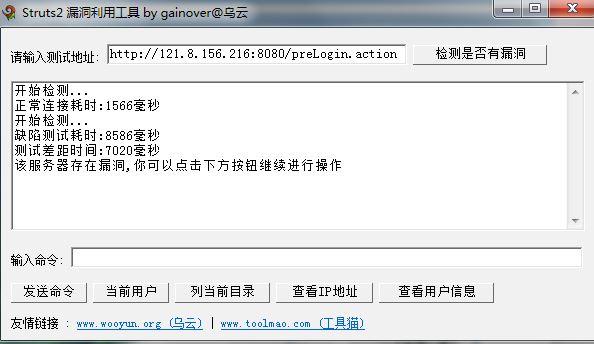 Struts2 漏洞利用工具 by gainover@乌云
请输入测试地址: http://121.8.156.216:8080/preLogin.action 检测是否有漏洞
开始检测...
正常连接耗时:1566毫秒
开始检测...
缺陷测试耗时:8586毫秒
测试差距时间:7020毫秒
该服务器存在漏洞,你可以点击下方按钮继续进行操作
输入命令:
发送命令 当前用户 列当前目录 查看IP地址 查看用户信息
友情链接 : www.wooyun.org (乌云) | www.toolmao.com (工具猫)